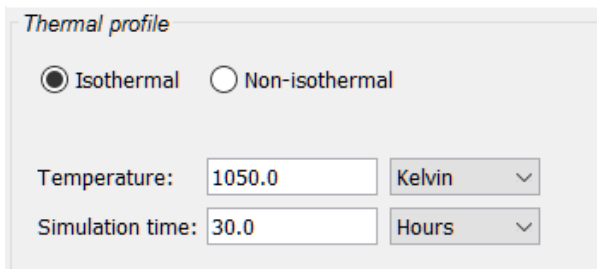 Thermal profile
Isothermal Non-isothermal
Temperature: 1050.0 Kelvin
Simulation time: 30.0 Hours